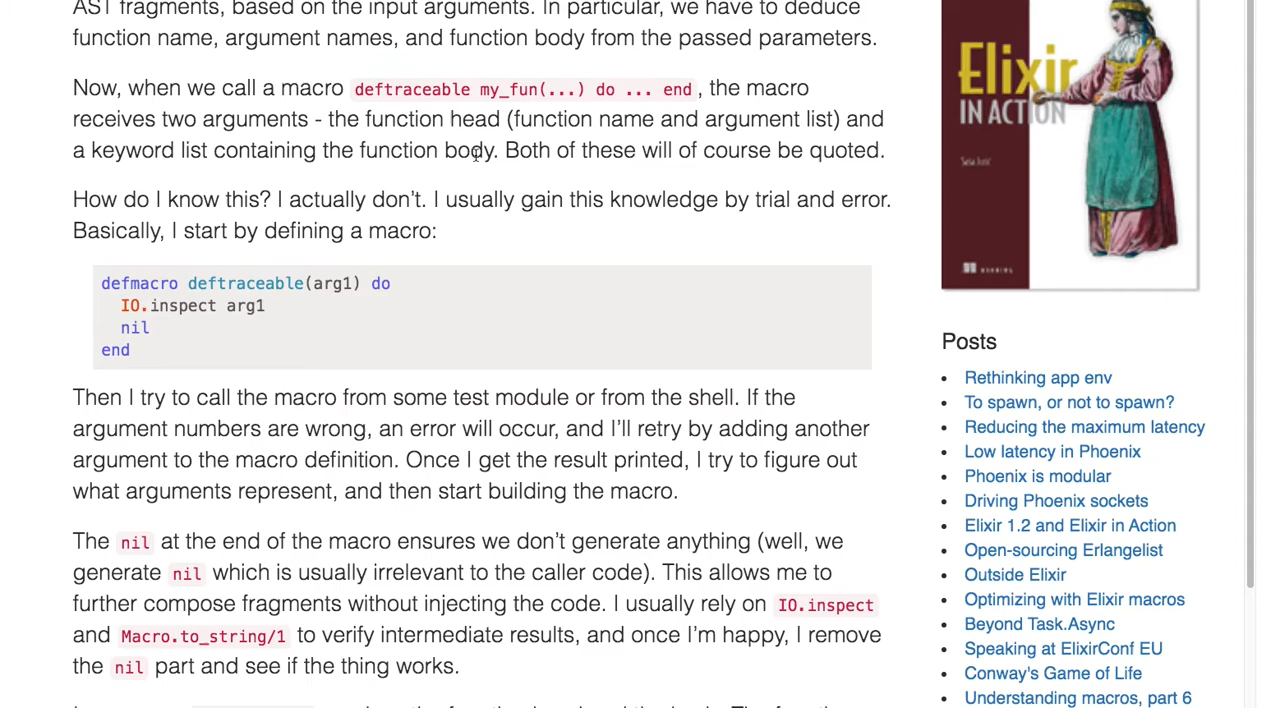 AST fragments, based on the input arguments. In particular, we have to deduce
function name, argument names, and function body from the passed parameters.
Now, when we call a macro deftraceable my_fun(...) do ... end, the macro
receives two arguments - the function head (function name and argument list) and
a keyword list containing the function body. Both of these will of course be quoted.
How do I know this? I actually don’t. I usually gain this knowledge by trial and error.
Basically, I start by defining a macro:
defmacro deftraceable(arg1) do
  IO.inspect arg1
  nil
end
Then I try to call the macro from some test module or from the shell. If the
argument numbers are wrong, an error will occur, and I’ll retry by adding another
argument to the macro definition. Once I get the result printed, I try to figure out
what arguments represent, and then start building the macro.
The nil at the end of the macro ensures we don’t generate anything (well, we
generate nil which is usually irrelevant to the caller code). This allows me to
further compose fragments without injecting the code. I usually rely on IO.inspect
and Macro.to_string/1 to verify intermediate results, and once I’m happy, I remove
the nil part and see if the thing works.
Elixir
IN ACTION
MANNING
Posts
Rethinking app env
To spawn, or not to spawn?
Reducing the maximum latency
Low latency in Phoenix
Phoenix is modular
Driving Phoenix sockets
Elixir 1.2 and Elixir in Action
Open-sourcing Erlangelist
Outside Elixir
Optimizing with Elixir macros
Beyond Task.Async
Speaking at ElixirConf EU
Conway's Game of Life
Understanding macros, part 6